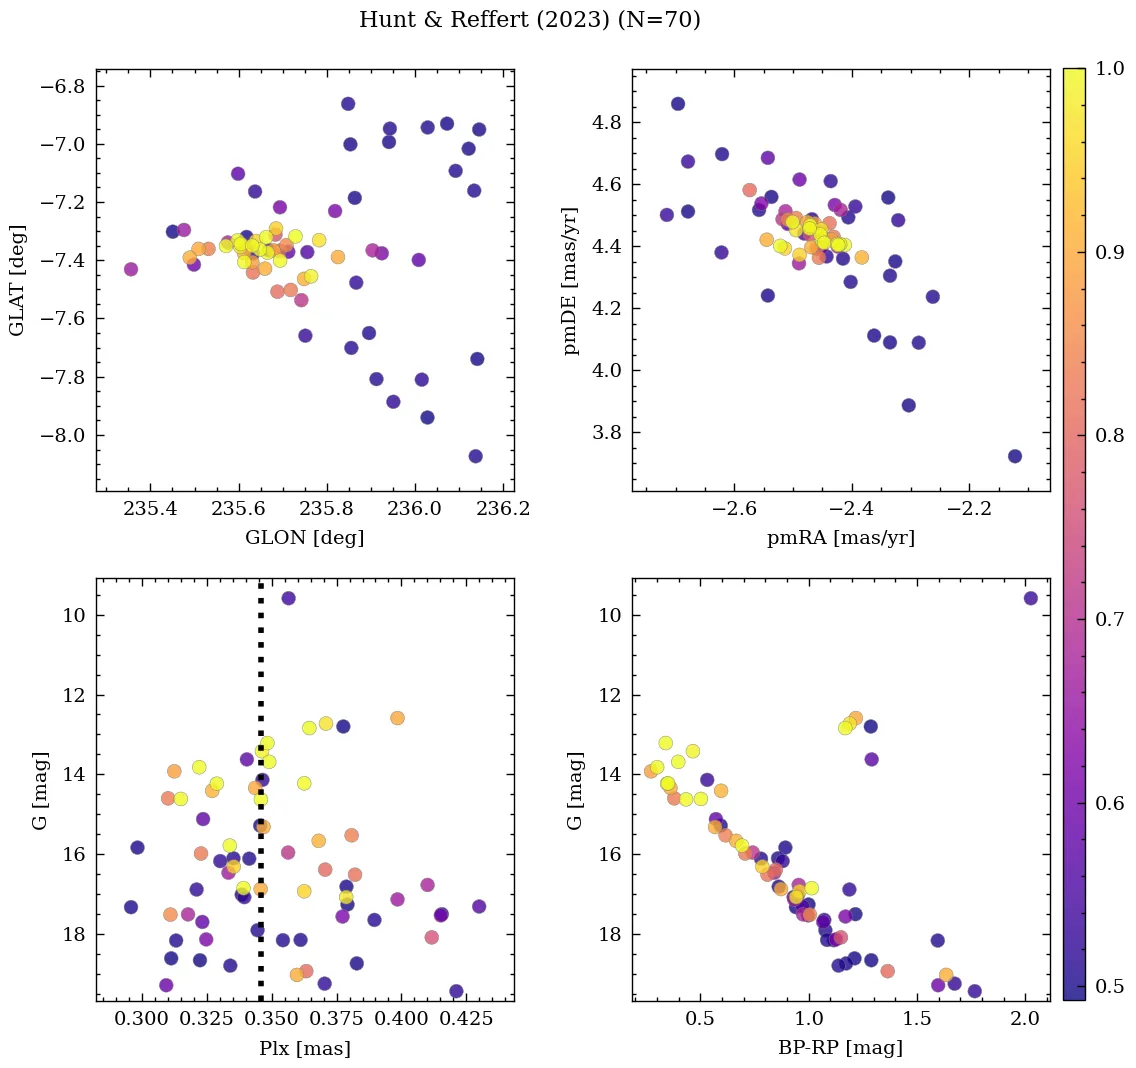 Hunt & Reffert (2023) (N=70)
−6.8
−7.0
−7.2
−7.4
−7.6
−7.8
−8.0
GLAT [deg]
235.4 235.6 235.8 236.0 236.2
GLON [deg]
4.8
4.6
4.4
4.2
4.0
3.8
pmDE [mas/yr]
−2.6 −2.4 −2.2
pmRA [mas/yr]
10
12
14
16
18
G [mag]
0.300 0.325 0.350 0.375 0.400 0.425
Plx [mas]
10
12
14
16
18
G [mag]
0.5 1.0 1.5 2.0
BP-RP [mag]
1.0
0.9
0.8
0.7
0.6
0.5